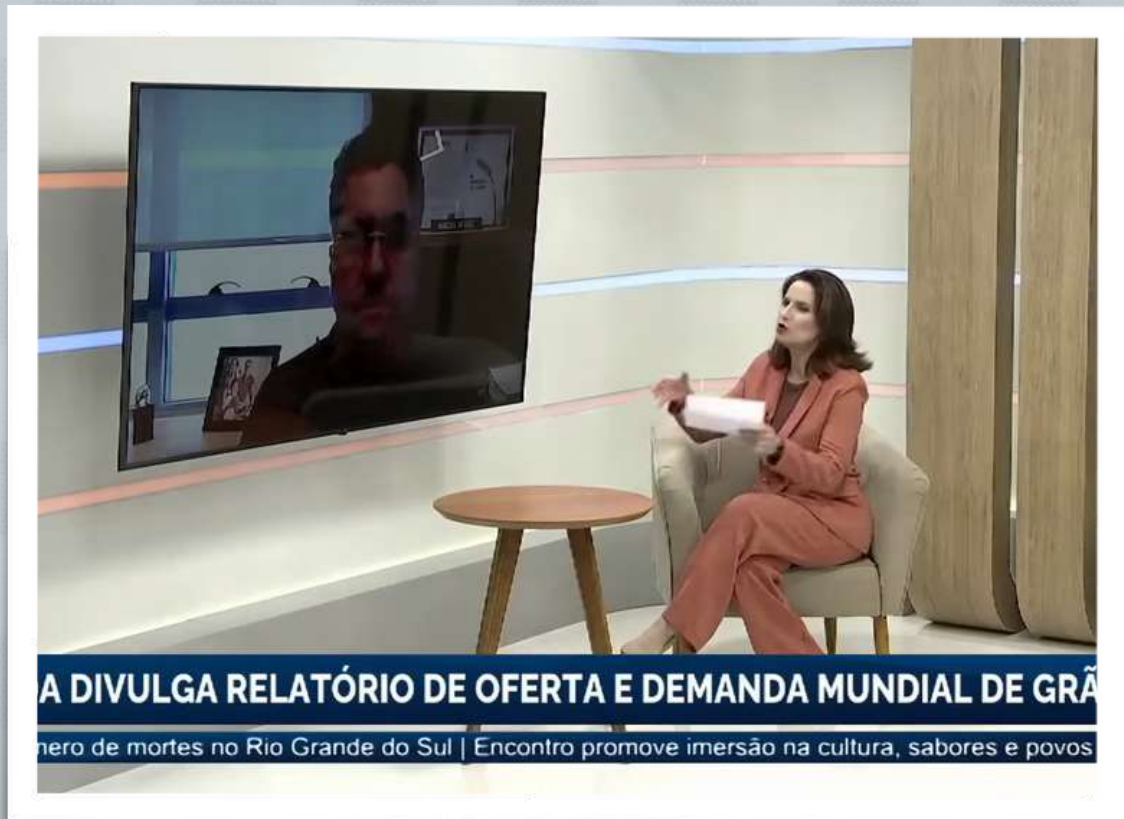 A DIVULGA RELATÓRIO DE OFERTA E DEMANDA MUNDIAL DE GRÃ
nero de mortes no Rio Grande do Sul | Encontro promove imersão na cultura, sabores e povos